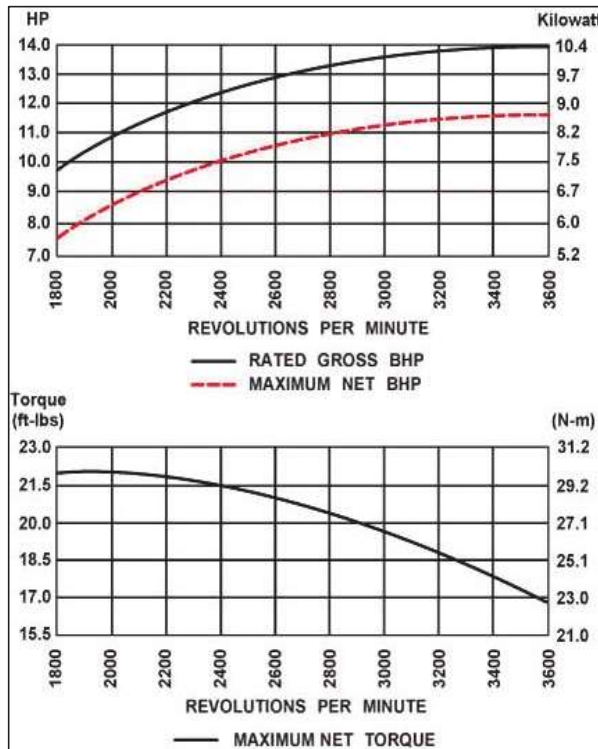 HP Kilowatt
14.0 10.4
13.0 9.7
12.0 9.0
11.0 8.2
10.0 7.5
9.0 6.7
8.0 6.0
7.0 5.2
1800 2000 2200 2400 2600 2800 3000 3200 3400 3600
REVOLUTIONS PER MINUTE
RATED GROSS BHP
MAXIMUM NET BHP
Torque
(ft-lbs) (N-m)
23.0 31.2
21.5 29.2
20.0 27.1
18.5 25.1
17.0 23.0
15.5 21.0
1800 2000 2200 2400 2600 2800 3000 3200 3400 3600
REVOLUTIONS PER MINUTE
MAXIMUM NET TORQUE